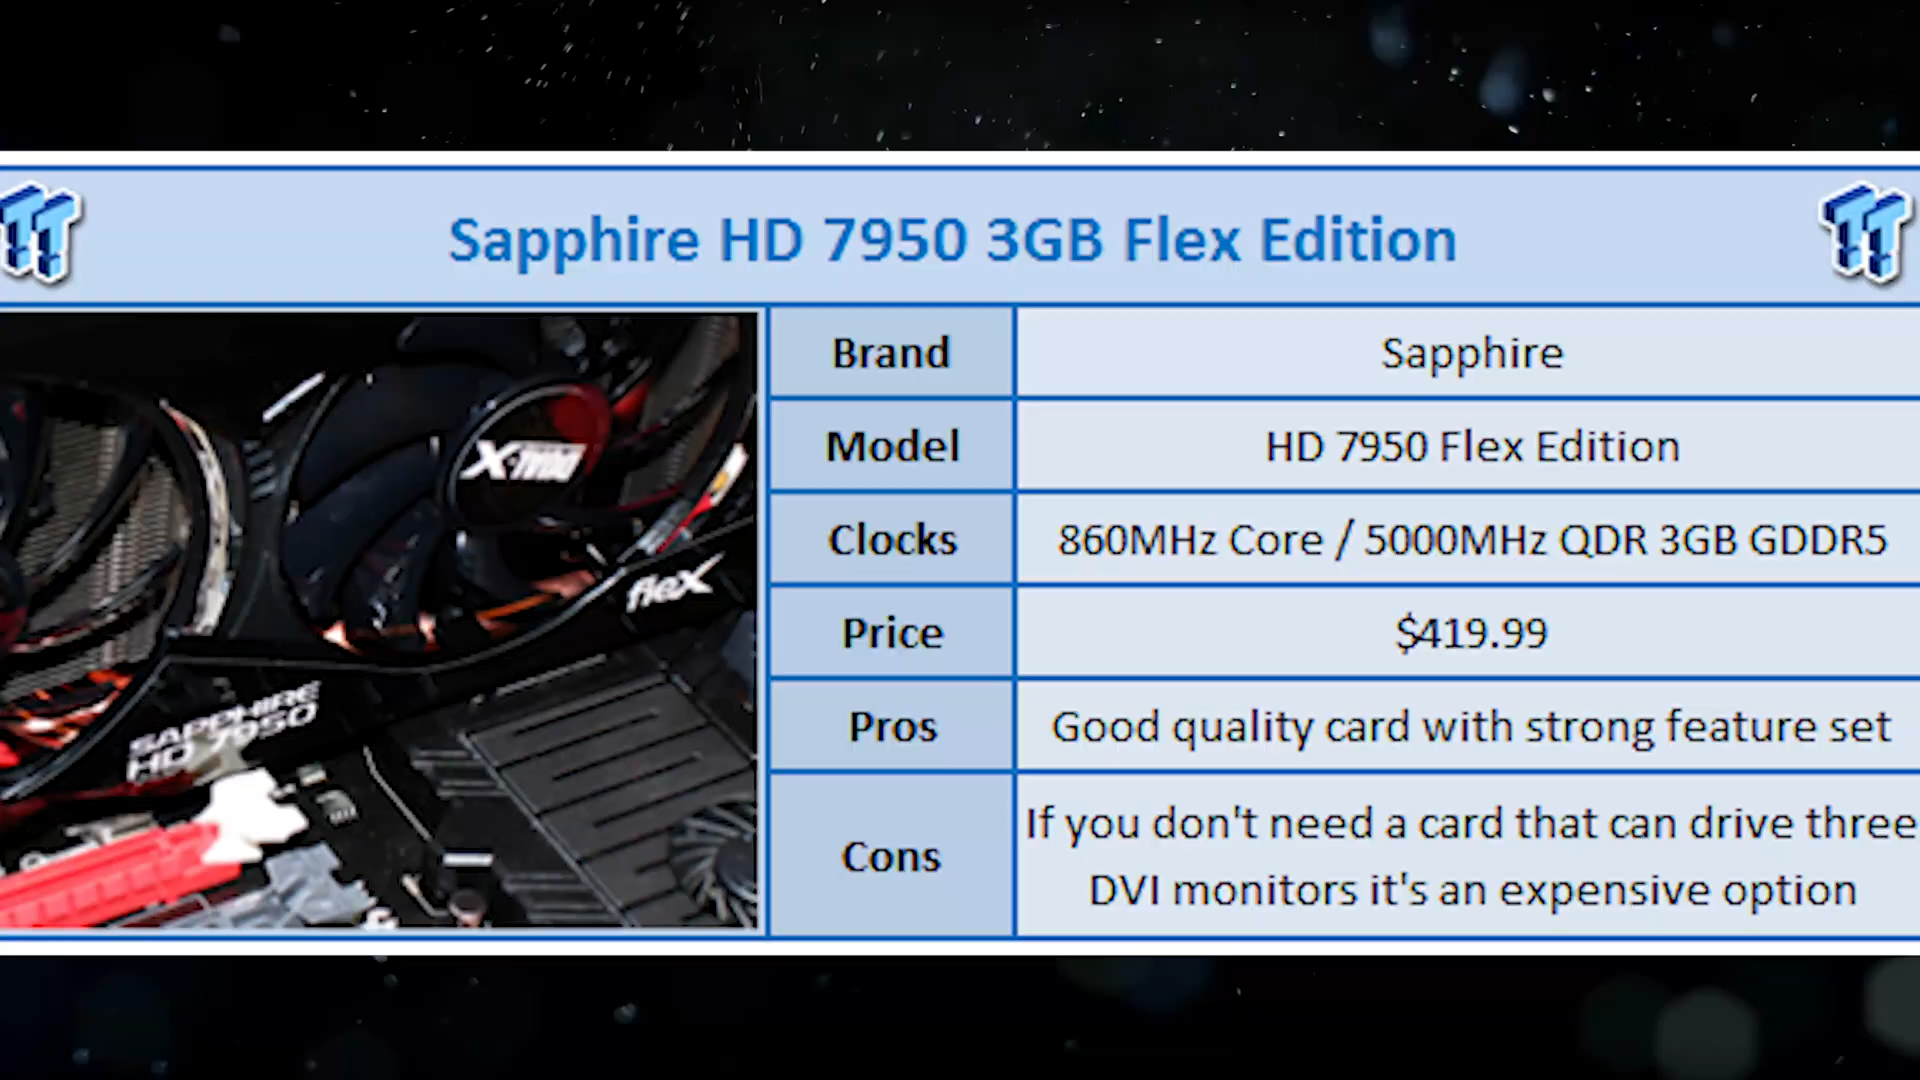 Sapphire HD 7950 3GB Flex Edition
Brand
Sapphire
Model
HD 7950 Flex Edition
Clocks
860MHz Core / 5000MHz QDR 3GB GDDR5
Price
$419.99
Pros
Good quality card with strong feature set
Cons
If you don't need a card that can drive three
DVI monitors it's an expensive option
flex
SAPPHIRE
HD 7950